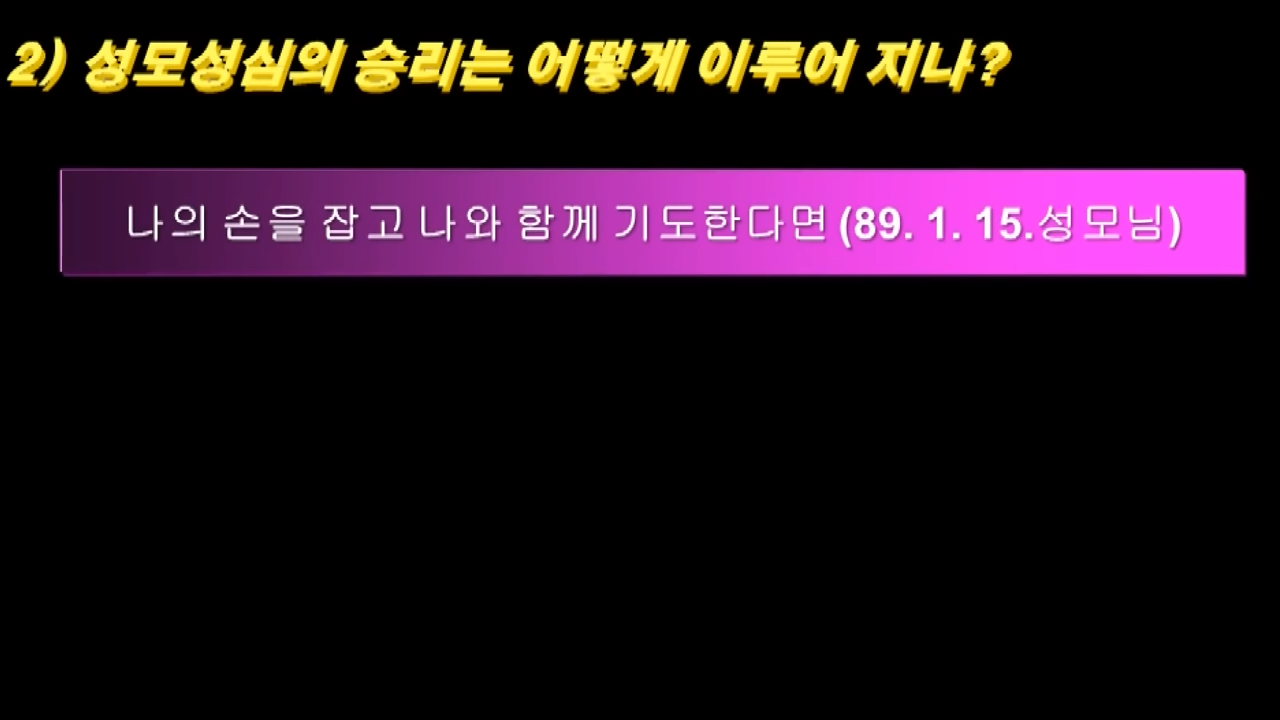 2) 성모성심의 승리는 어떻게 이루어 지나?
나의 손을 잡고 나와 함께 기도한다면 (89. 1. 15.성모님)